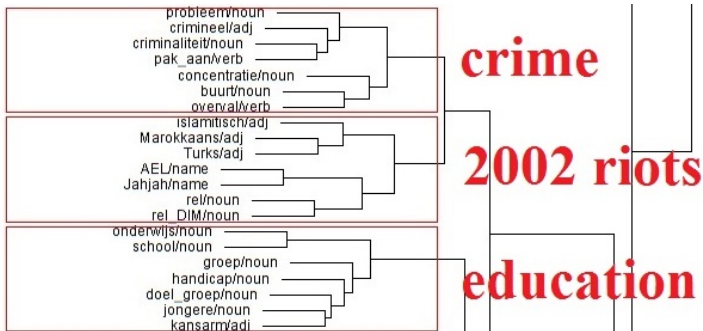 probleem/noun
crimineel/adj
criminaliteit/noun
pak_aan/verb
concentratie/noun
buurt/noun
overval/verb
crime
islamitisch/adj
Marokkaans/adj
Turks/adj
AEL/name
Jahjah/name
rel/noun
rel_DIM/noun
2002 riots
onderwijs/noun
school/noun
groep/noun
handicap/noun
doel_groep/noun
jongere/noun
kansarm/adj
education